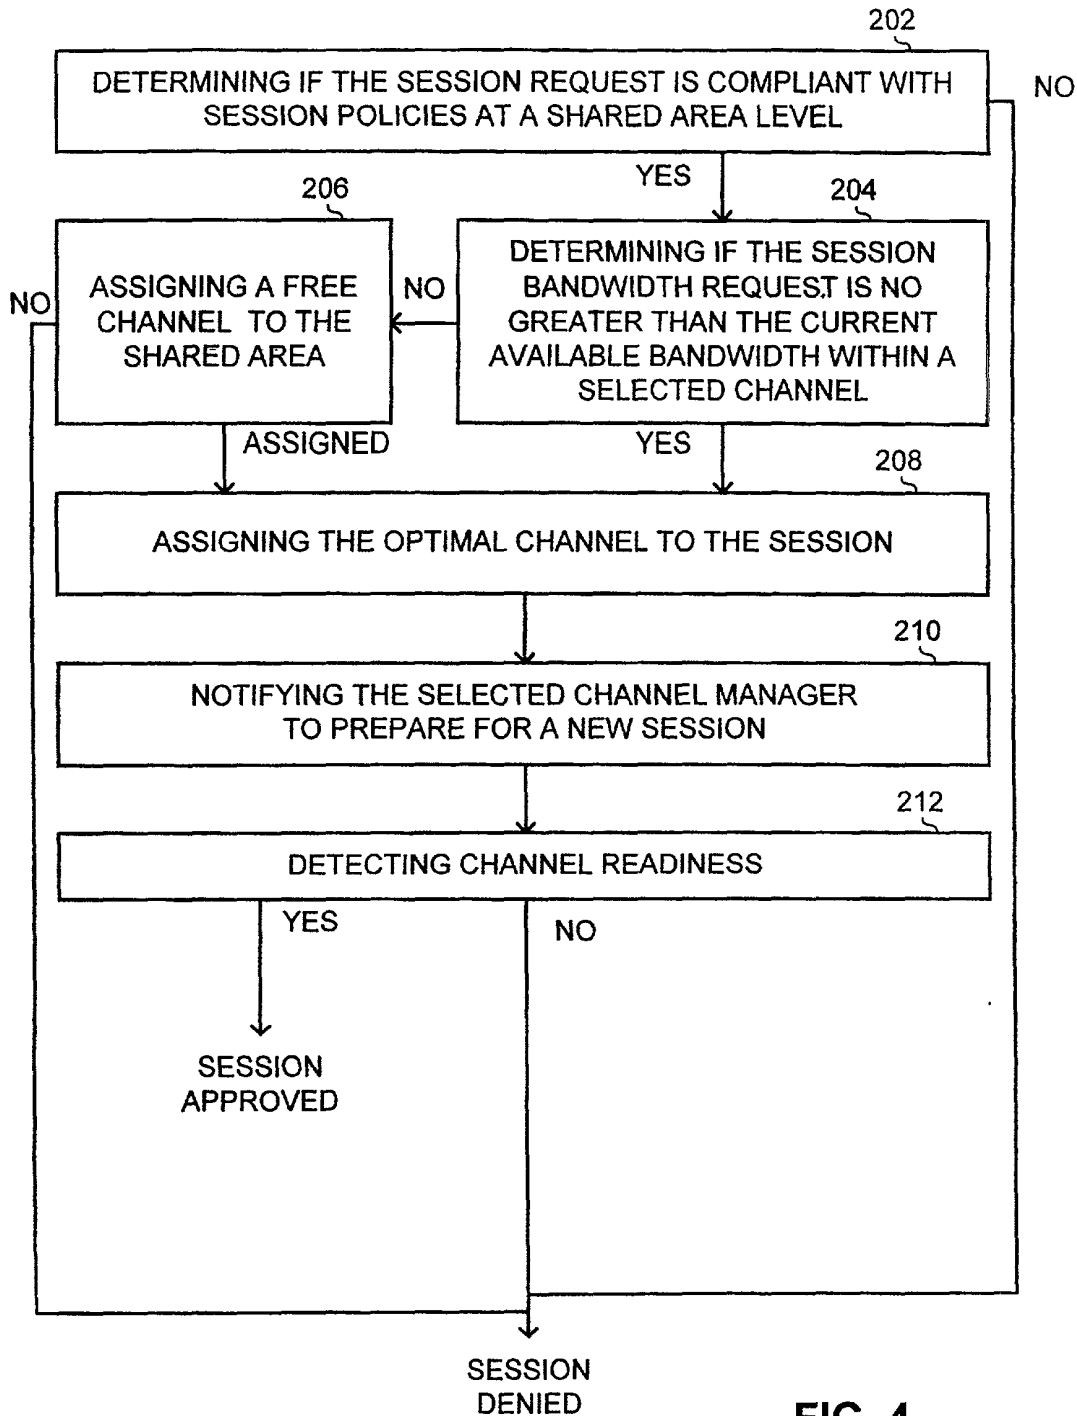 202
DETERMINING IF THE SESSION REQUEST IS COMPLIANT WITH
SESSION POLICIES AT A SHARED AREA LEVEL
NO
YES
206
204
NO
ASSIGNING A FREE
CHANNEL TO THE
SHARED AREA
NO
DETERMINING IF THE SESSION
BANDWIDTH REQUEST IS NO
GREATER THAN THE CURRENT
AVAILABLE BANDWIDTH WITHIN A
SELECTED CHANNEL
ASSIGNED
YES
208
ASSIGNING THE OPTIMAL CHANNEL TO THE SESSION
210
NOTIFYING THE SELECTED CHANNEL MANAGER
TO PREPARE FOR A NEW SESSION
212
DETECTING CHANNEL READINESS
YES
NO
SESSION
APPROVED
SESSION
DENIED
FIG. 4